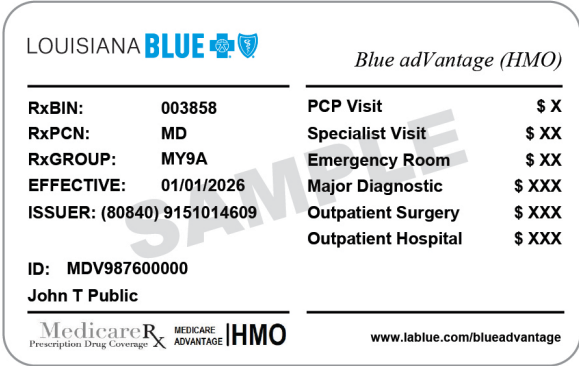 LOUISIANA BLUE
Blue adVantage (HMO)
RxBIN: 003858
RxPCN: MD
RxGROUP: MY9A
EFFECTIVE: 01/01/2026
ISSUER: (80840) 9151014609
ID: MDV987600000
John T Public
PCP Visit $ X
Specialist Visit $ XX
Emergency Room $ XX
Major Diagnostic $ XXX
Outpatient Surgery $ XXX
Outpatient Hospital $ XXX
SAMPLE
MedicareRx
Prescription Drug Coverage
MEDICARE
ADVANTAGE
HMO
www.lablue.com/blueadvantage